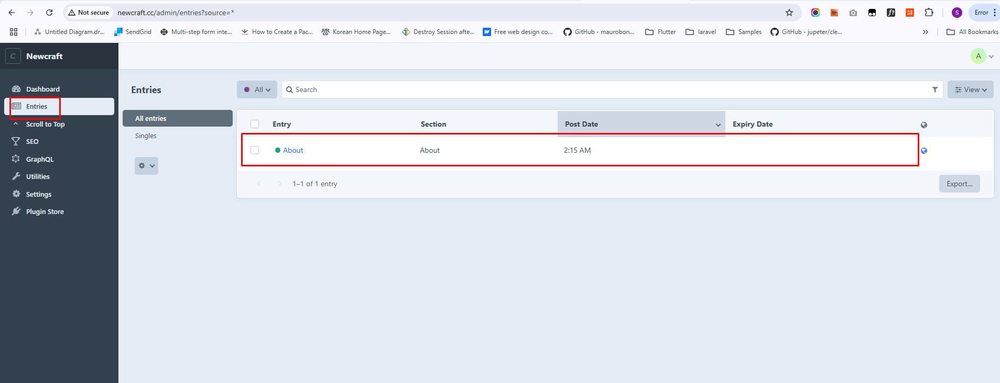 Not secure newcraft.cc/admin/entries?source=* S Error
Untitled Diagram.dr... SendGrid Multi-step form inte... How to Create a Pac... Korean Home Page... Destroy Session afte... Free web design co... GitHub - maurobon... Flutter laravel Samples GitHub - jupeter/cle... » All Bookmarks
C Newcraft A
Dashboard
Entries
Scroll to Top
SEO
GraphQL
Utilities
Settings
Plugin Store
Entries
All entries
Singles
All Search View
Entry Section Post Date Expiry Date
About About 2:15 AM
1–1 of 1 entry Export...